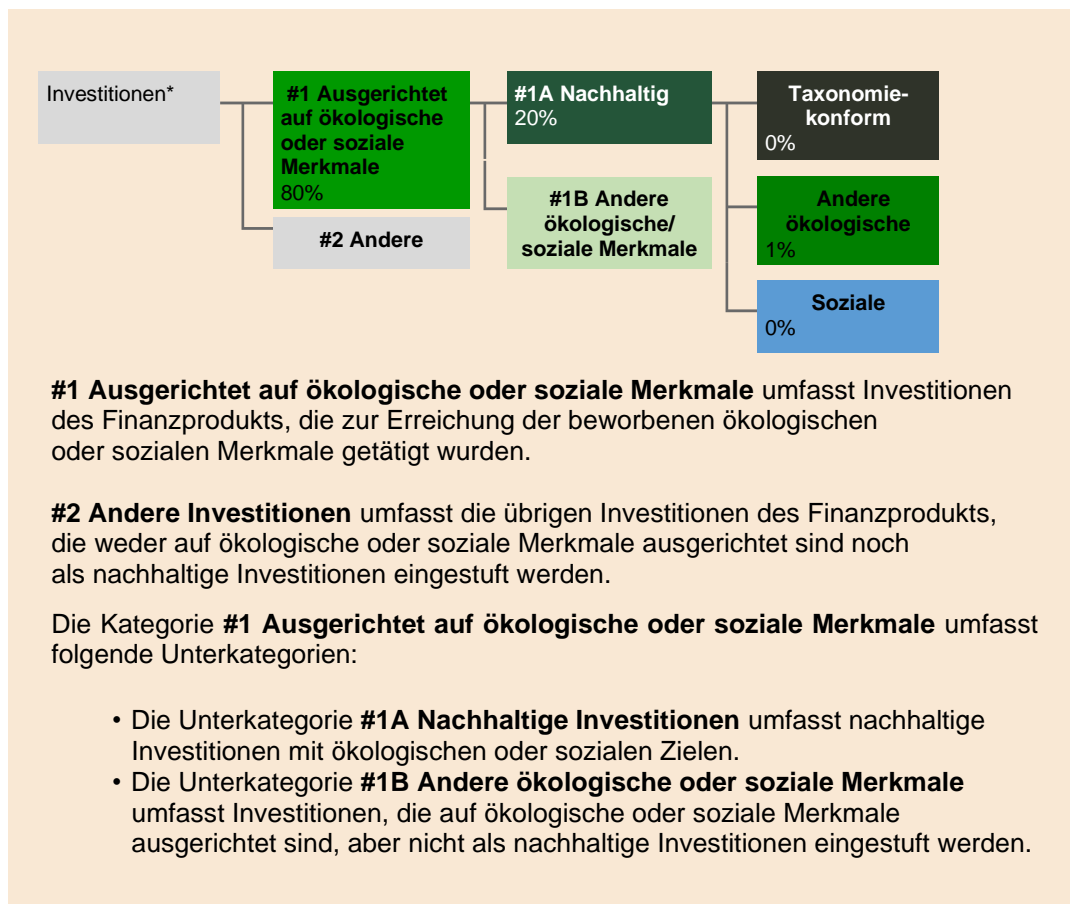 Investitionen*
#1 Ausgerichtet
auf ökologische
oder soziale
Merkmale
80%
#2 Andere
#1A Nachhaltig
20%
#1B Andere
ökologische/
soziale Merkmale
Taxonomie-
konform
0%
Andere
ökologische
1%
Soziale
0%
#1 Ausgerichtet auf ökologische oder soziale Merkmale umfasst Investitionen
des Finanzprodukts, die zur Erreichung der beworbenen ökologischen
oder sozialen Merkmale getätigt wurden.
#2 Andere Investitionen umfasst die übrigen Investitionen des Finanzprodukts,
die weder auf ökologische oder soziale Merkmale ausgerichtet sind noch
als nachhaltige Investitionen eingestuft werden.
Die Kategorie #1 Ausgerichtet auf ökologische oder soziale Merkmale umfasst
folgende Unterkategorien:
• Die Unterkategorie #1A Nachhaltige Investitionen umfasst nachhaltige
Investitionen mit ökologischen oder sozialen Zielen.
• Die Unterkategorie #1B Andere ökologische oder soziale Merkmale
umfasst Investitionen, die auf ökologische oder soziale Merkmale
ausgerichtet sind, aber nicht als nachhaltige Investitionen eingestuft werden.